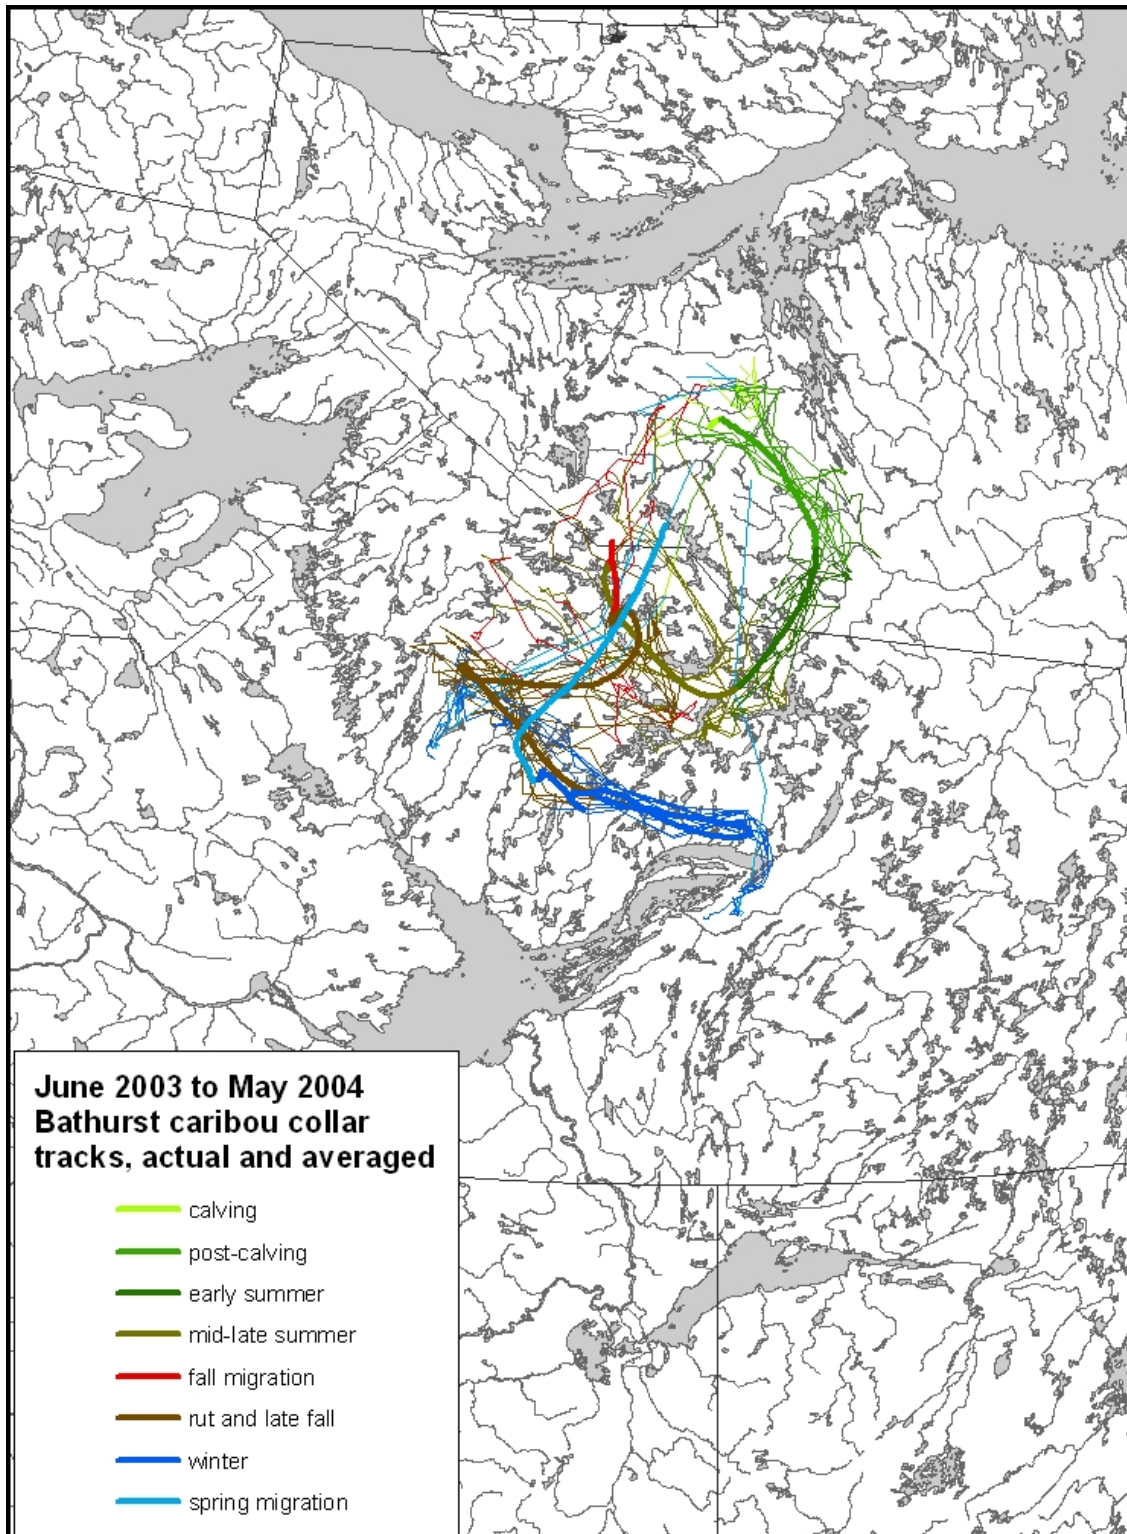 June 2003 to May 2004
Bathurst caribou collar
tracks, actual and averaged
calving
post-calving
early summer
mid-late summer
fall migration
rut and late fall
winter
spring migration